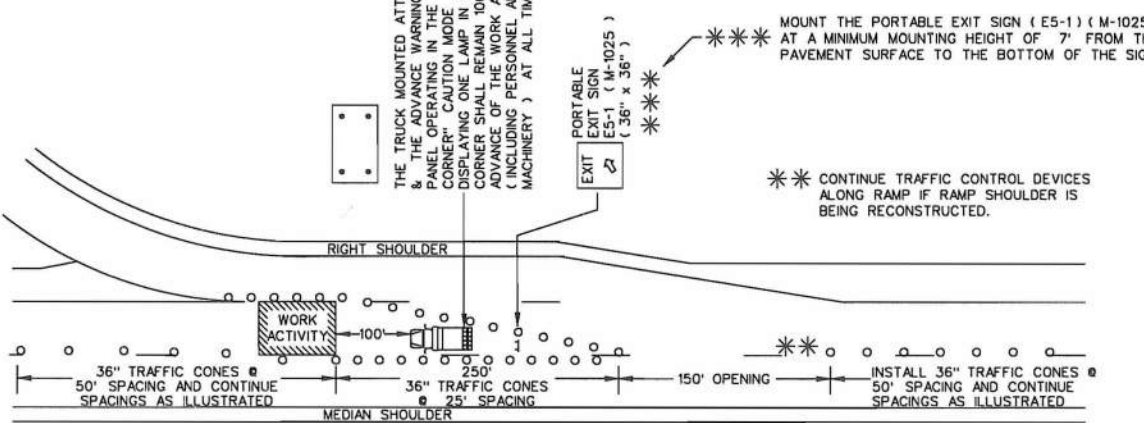 THE TRUCK MOUNTED ATT
& THE ADVANCE WARNING
PANEL OPERATING IN THE
CORNER" CAUTION MODE
DISPLAYING ONE LAMP IN
CORNER SHALL REMAIN 100
ADVANCE OF THE WORK A
( INCLUDING PERSONNEL A
MACHINERY ) AT ALL TIM
PORTABLE
EXIT SIGN
E5-1 ( M-1025 )
( 36" x 36" )
***
EXIT
*** MOUNT THE PORTABLE EXIT SIGN ( E5-1 ) ( M-1025
AT A MINIMUM MOUNTING HEIGHT OF 7' FROM TH
PAVEMENT SURFACE TO THE BOTTOM OF THE SIG
** CONTINUE TRAFFIC CONTROL DEVICES
ALONG RAMP IF RAMP SHOULDER IS
BEING RECONSTRUCTED.
RIGHT SHOULDER
WORK
ACTIVITY
100'
**
36" TRAFFIC CONES @
50' SPACING AND CONTINUE
SPACINGS AS ILLUSTRATED
250'
36" TRAFFIC CONES
@ 25' SPACING
150' OPENING
INSTALL 36" TRAFFIC CONES @
50' SPACING AND CONTINUE
SPACINGS AS ILLUSTRATED
MEDIAN SHOULDER